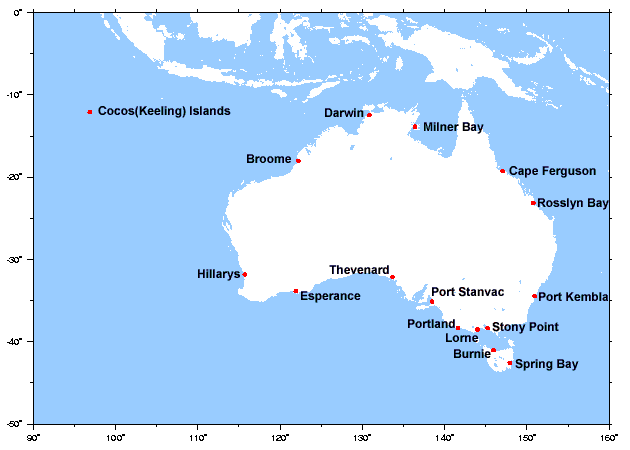 0°
-10°
Cocos(Keeling) Islands
Darwin
Milner Bay
Broome
Cape Ferguson
-20°
Rosslyn Bay
Hillarys
Thevenard
-30°
Esperance
Port Stanvac
Port Kembla
Portland
Stony Point
Lorne
-40°
Burnie
Spring Bay
-50°
90° 100° 110° 120° 130° 140° 150° 160°